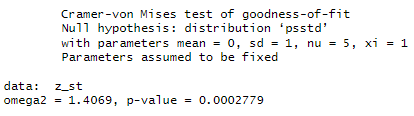 Cramer-von Mises test of goodness-of-fit
Null hypothesis: distribution ‘psstd’
with parameters mean = 0, sd = 1, nu = 5, xi = 1
Parameters assumed to be fixed
data:  z_st
omega2 = 1.4069, p-value = 0.0002779